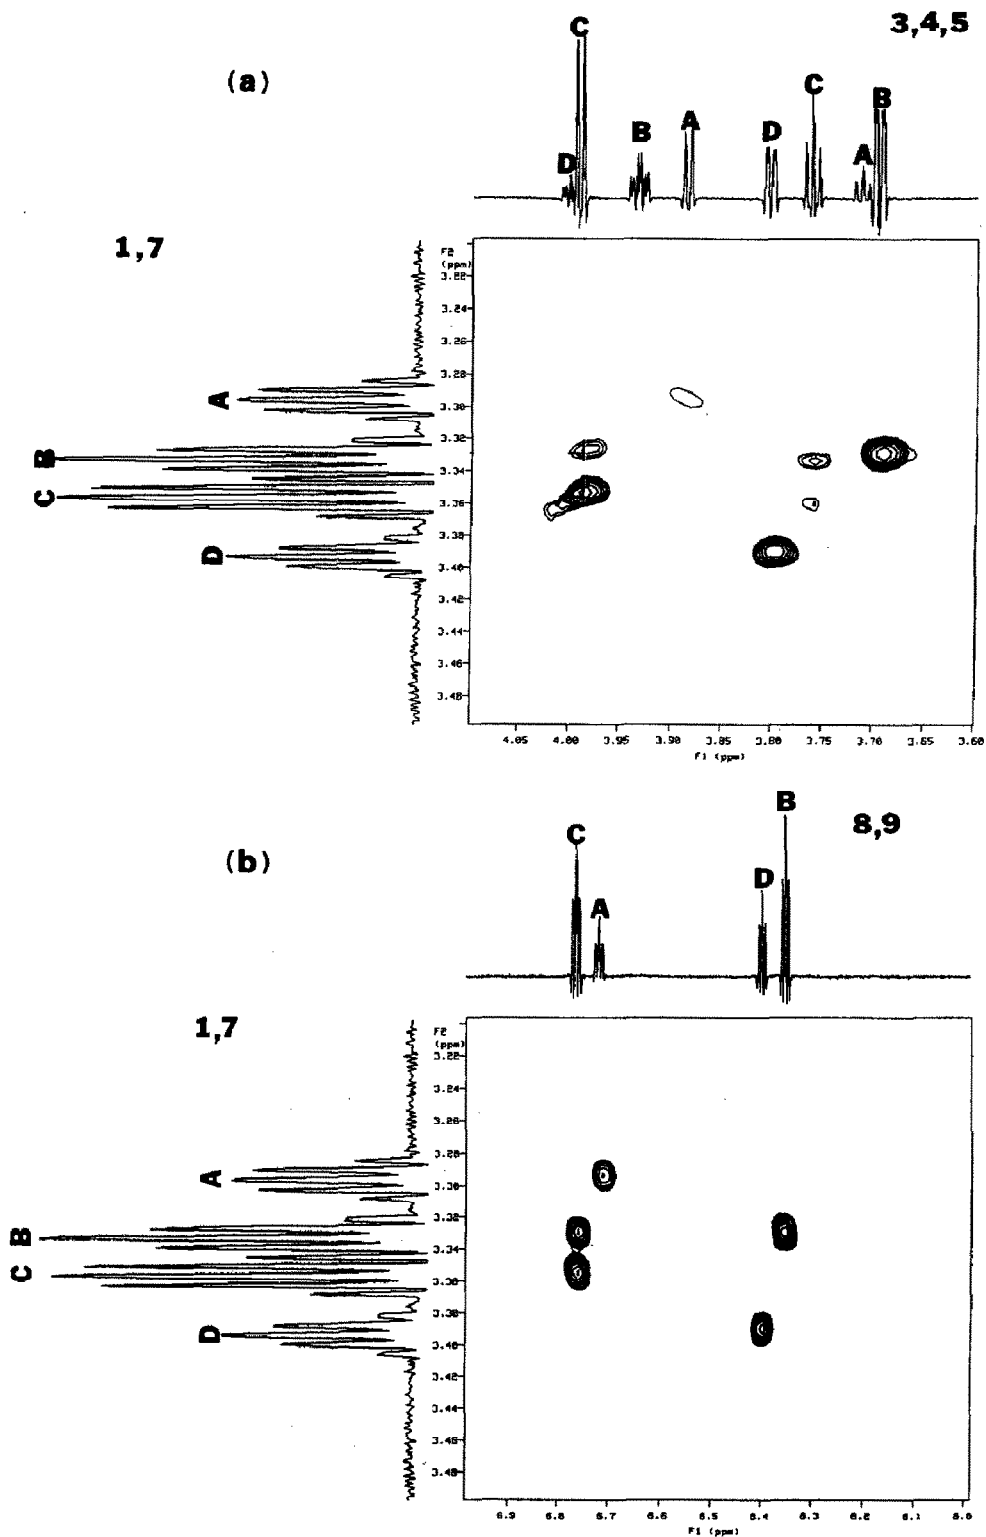 3,4,5
(a)
C
D
B
A
D
C
A
B
1,7
F2
(ppm)
3.22
3.24
3.26
3.28
3.30
3.32
3.34
3.36
3.38
3.40
3.42
3.44
3.46
3.48
A
B
C
D
4.05 4.00 3.95 3.90 3.85 3.80 3.75 3.70 3.65 3.60
F1 (ppm)
(b)
8,9
C
A
D
B
1,7
F2
(ppm)
3.22
3.24
3.26
3.28
3.30
3.32
3.34
3.36
3.38
3.40
3.42
3.44
3.46
3.48
A
B
C
D
6.9 6.8 6.7 6.6 6.5 6.4 6.3 6.2 6.1 6.0
F1 (ppm)